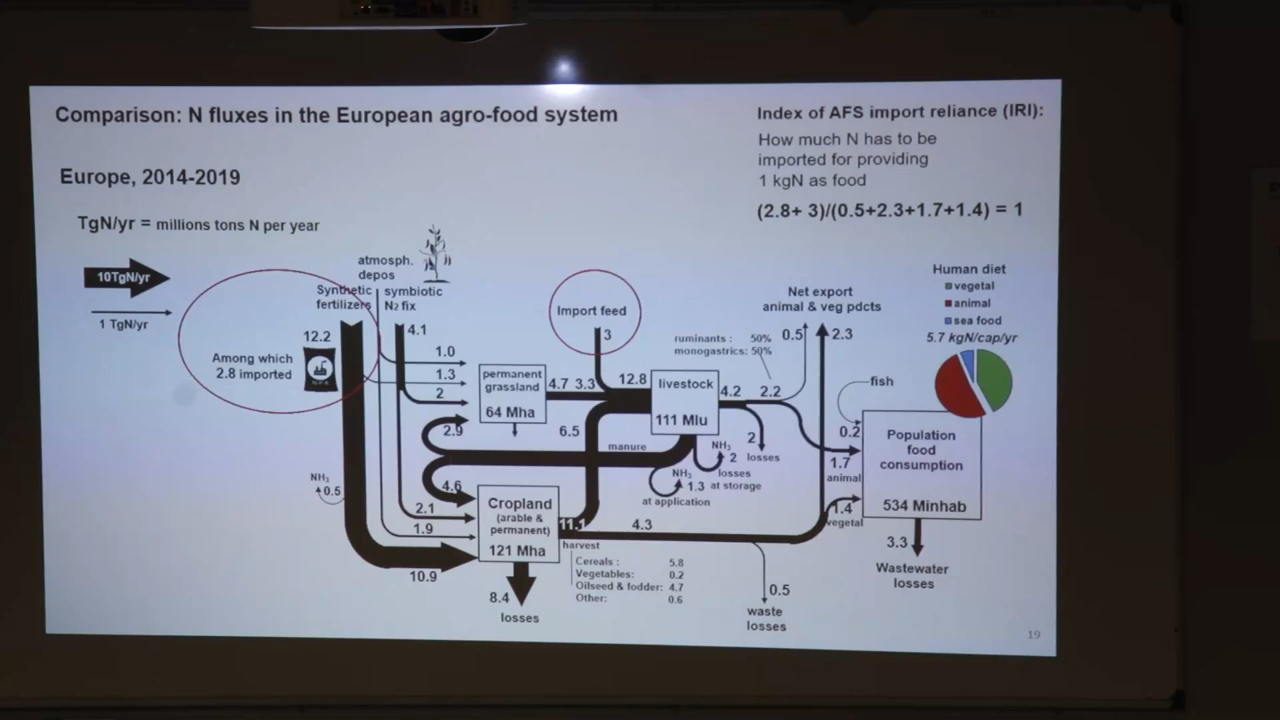 Comparison: N fluxes in the European agro-food system
Index of AFS import reliance (IRI):
How much N has to be
imported for providing
1 kgN as food
(2.8+ 3)/(0.5+2.3+1.7+1.4) = 1
Europe, 2014-2019
TgN/yr = millions tons N per year
10TgN/yr
1 TgN/yr
atmosph.
depos
Synthetic
fertilizers
symbiotic
N2 fix
12.2
Among which
2.8 imported
N.P.K
4.1
1.0
1.3
2
Import feed
3
permanent
grassland
64 Mha
4.7
3.3
12.8
ruminants : 50%
monogastrics: 50%
livestock
111 Mlu
4.2
2.2
Net export
animal & veg pdcts
0.5
2.3
Human diet
vegetal
animal
sea food
5.7 kgN/cap/yr
fish
0.2
Population
food
consumption
534 Minhab
1.7
animal
1.4
vegetal
3.3
Wastewater
losses
2.9
6.5
manure
NH3
2
losses
at storage
2
losses
NH3
1.3
at application
NH3
0.5
4.6
2.1
1.9
10.9
Cropland
(arable &
permanent)
121 Mha
11.1
harvest
4.3
Cereals : 5.8
Vegetables: 0.2
Oilseed & fodder: 4.7
Other: 0.6
8.4
losses
0.5
waste
losses
19